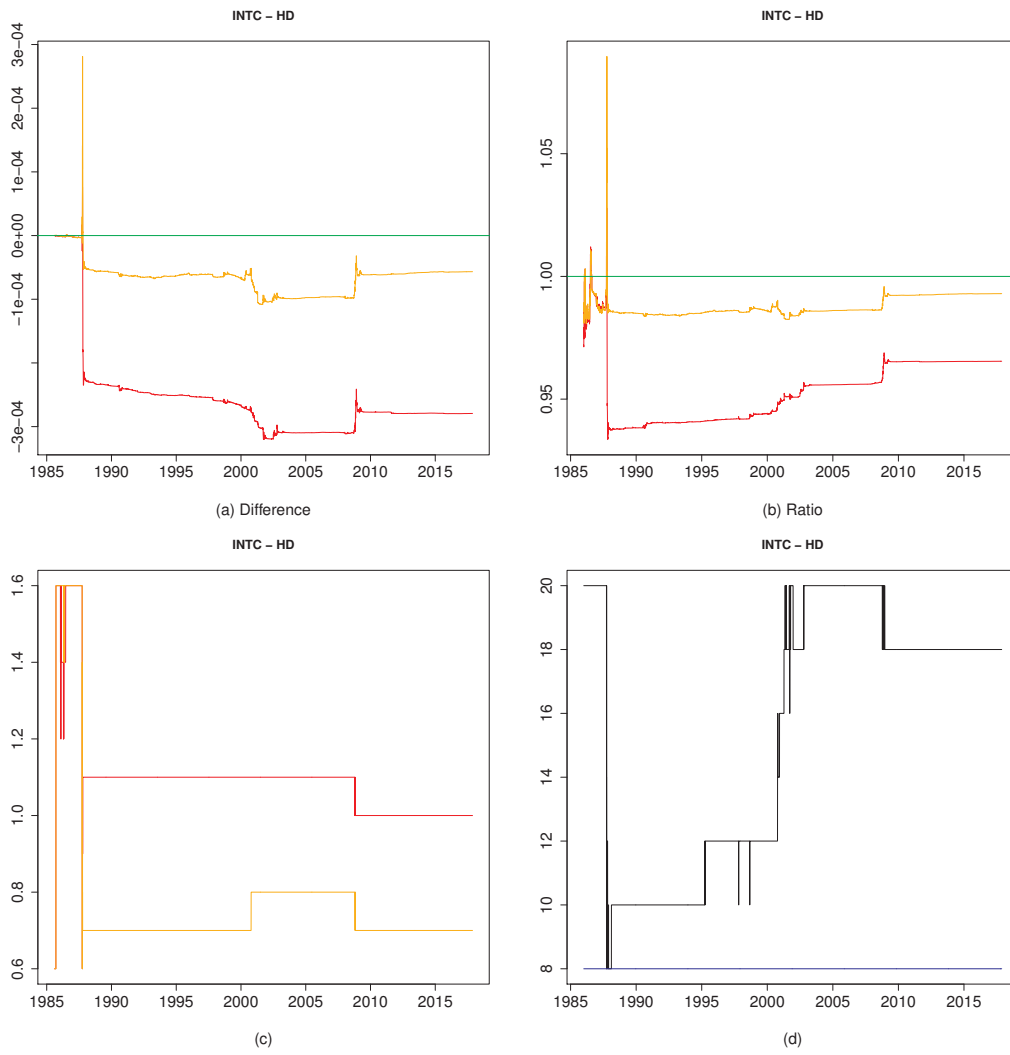 INTC – HD
3e−04
2e−04
1e−04
0e+00
−1e−04
−3e−04
1985 1990 1995 2000 2005 2010 2015
(a) Difference
INTC – HD
1.05
1.00
0.95
1985 1990 1995 2000 2005 2010 2015
(b) Ratio
INTC – HD
1.6
1.4
1.2
1.0
0.8
0.6
1985 1990 1995 2000 2005 2010 2015
(c)
INTC – HD
20
18
16
14
12
10
8
1985 1990 1995 2000 2005 2010 2015
(d)